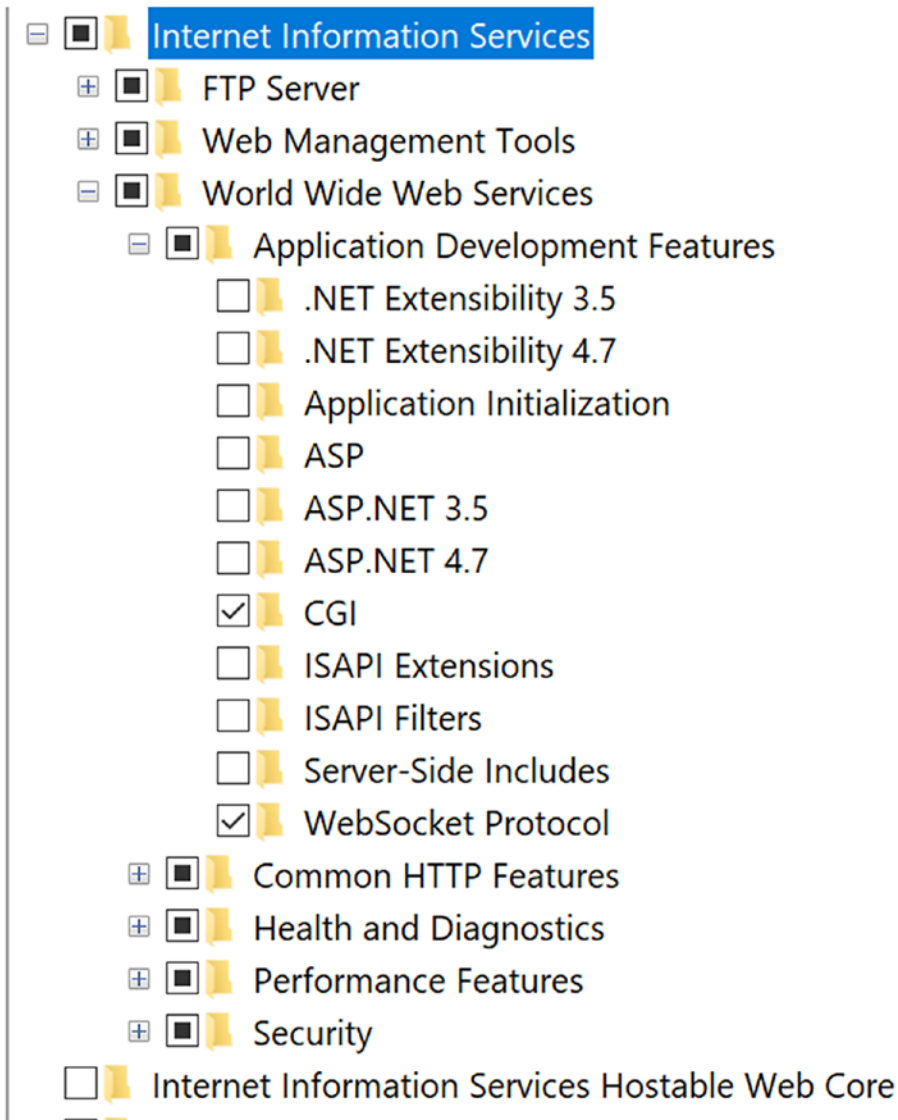 Internet Information Services
FTP Server
Web Management Tools
World Wide Web Services
Application Development Features
.NET Extensibility 3.5
.NET Extensibility 4.7
Application Initialization
ASP
ASP.NET 3.5
ASP.NET 4.7
CGI
ISAPI Extensions
ISAPI Filters
Server-Side Includes
WebSocket Protocol
Common HTTP Features
Health and Diagnostics
Performance Features
Security
Internet Information Services Hostable Web Core